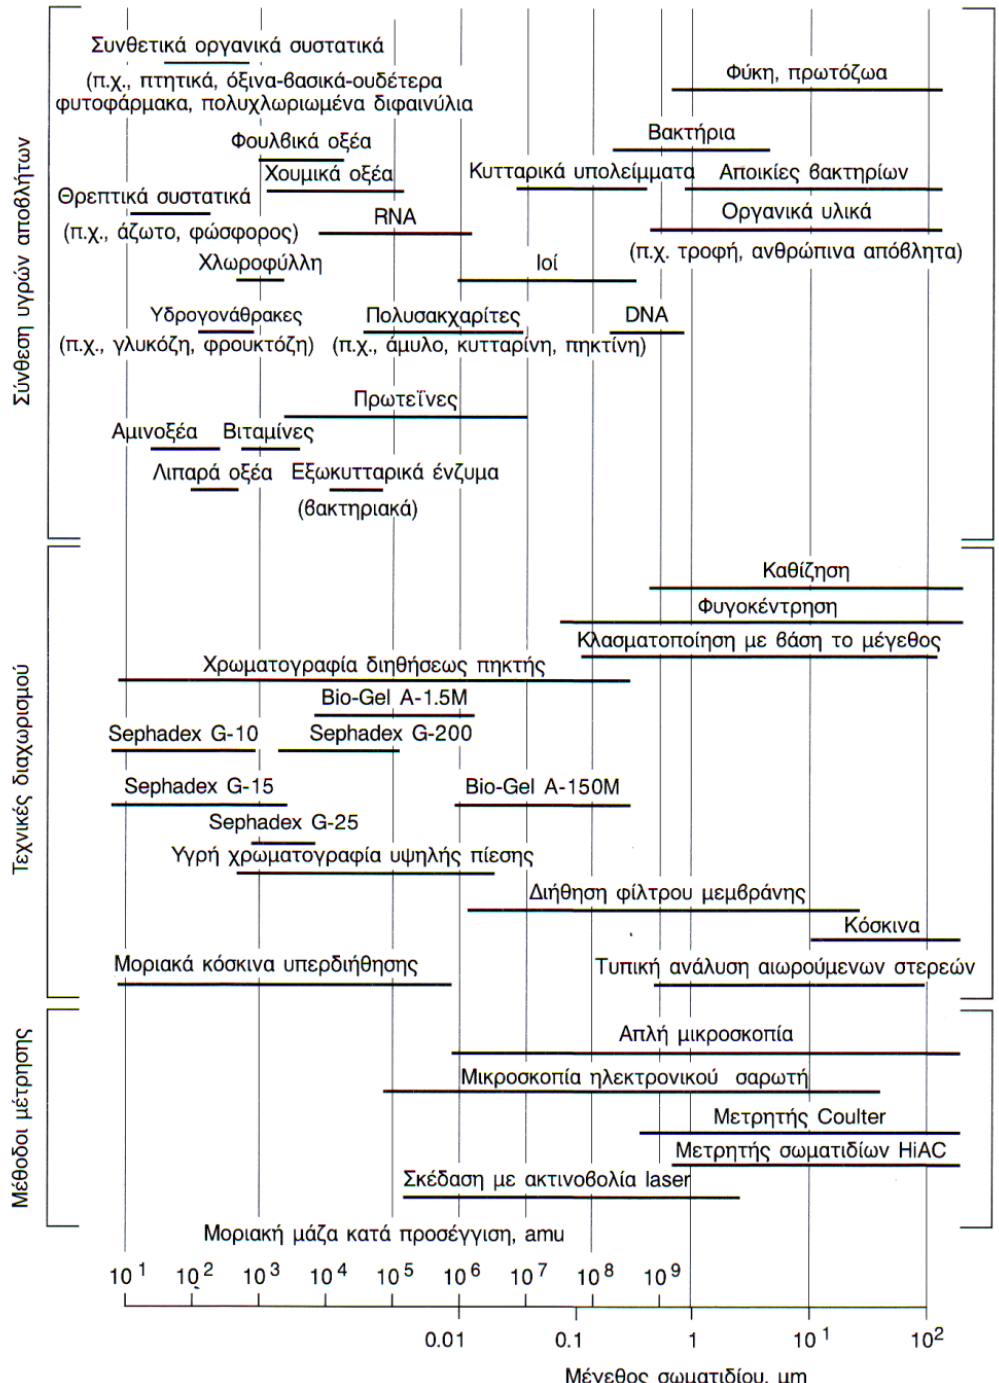 Σύνθεση υγρών αποβλήτων
Συνθετικά οργανικά συστατικά
(π.χ., πτητικά, όξινα-βασικά-ουδέτερα
φυτοφάρμακα, πολυχλωριωμένα διφαινύλια
Φύκη, πρωτόζωα
Φουλβικά οξέα
Βακτήρια
Χουμικά οξέα
Κυτταρικά υπολείμματα
Αποικίες βακτηρίων
Θρεπτικά συστατικά
(π.χ., άζωτο, φώσφορος)
RNA
Οργανικά υλικά
(π.χ. τροφή, ανθρώπινα απόβλητα)
Χλωροφύλλη
Ιοί
Υδρογονάθρακες
(π.χ., γλυκόζη, φρουκτόζη)
Πολυσακχαρίτες
(π.χ., άμυλο, κυτταρίνη, πηκτίνη)
DNA
Πρωτεΐνες
Αμινοξέα
Βιταμίνες
Λιπαρά οξέα
Εξωκυτταρικά ένζυμα
(βακτηριακά)
Τεχνικές διαχωρισμού
Καθίζηση
Φυγοκέντρηση
Κλασματοποίηση με βάση το μέγεθος
Χρωματογραφία διηθήσεως πηκτής
Bio-Gel A-1.5M
Sephadex G-10
Sephadex G-200
Sephadex G-15
Bio-Gel A-150M
Sephadex G-25
Υγρή χρωματογραφία υψηλής πίεσης
Διήθηση φίλτρου μεμβράνης
Κόσκινα
Μοριακά κόσκινα υπερδιήθησης
Τυπική ανάλυση αιωρούμενων στερεών
Μέθοδοι μέτρησης
Απλή μικροσκοπία
Μικροσκοπία ηλεκτρονικού σαρωτή
Μετρητής Coulter
Μετρητής σωματιδίων HiAC
Σκέδαση με ακτινοβολία laser
Μοριακή μάζα κατά προσέγγιση, amu
10¹ 10² 10³ 10⁴ 10⁵ 10⁶ 10⁷ 10⁸ 10⁹
0.01 0.1 1 10¹ 10²
Μέγεθος σωματιδίου, μm